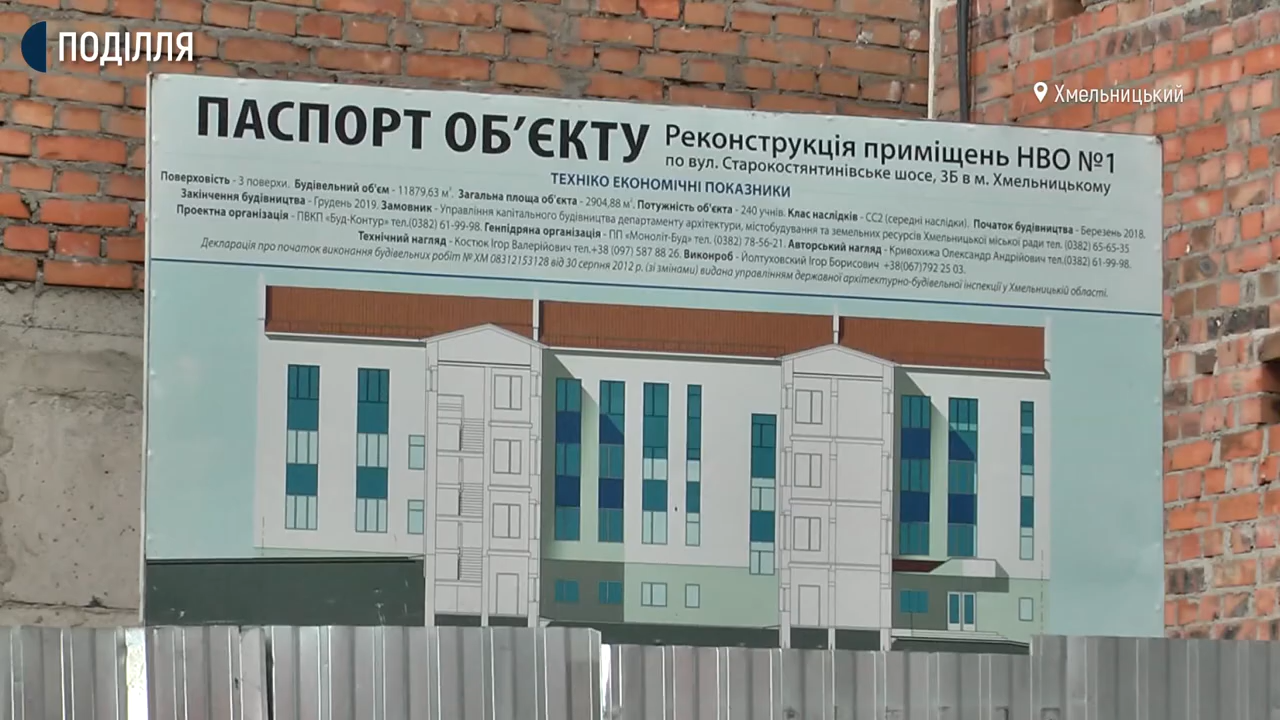 ПОДІЛЛЯ
Хмельницький
ПАСПОРТ ОБ'ЄКТУ
Реконструкція приміщень НВО №1
по вул. Старокостянтинівське шосе, 3Б в м. Хмельницькому
ТЕХНІКО ЕКОНОМІЧНІ ПОКАЗНИКИ
Поверховість - 3 поверхи. Будівельний об'єм - 11879.63 м³. Загальна площа об'єкта - 2904,88 м². Потужність об'єкта - 240 учнів. Клас наслідків - СС2 (середні наслідки). Початок будівництва - Березень 2018.
Закінчення будівництва - Грудень 2019. Замовник - Управління капітального будівництва департаменту архітектури, містобудування та земельних ресурсів Хмельницької міської ради тел. (0382) 65-65-35
Проектна організація - ПВКП «Буд-Контур» тел.(0382) 61-99-98. Генпідрядна організація - ПП «Моноліт-Буд» тел. (0382) 78-56-21. Авторський нагляд - Кривохижа Олександр Андрійович тел.(0382) 61-99-98.
Технічний нагляд - Костюк Ігор Валерійович тел.+38 (097) 587 88 26. Виконроб - Йолтуховский Ігор Борисович +38(067)792 25 03.
Декларація про початок виконання будівельних робіт № ХМ 08312153128 від 30 серпня 2012 р. (зі змінами) видана управлінням державної архітектурно-будівельної інспекції у Хмельницькій області.